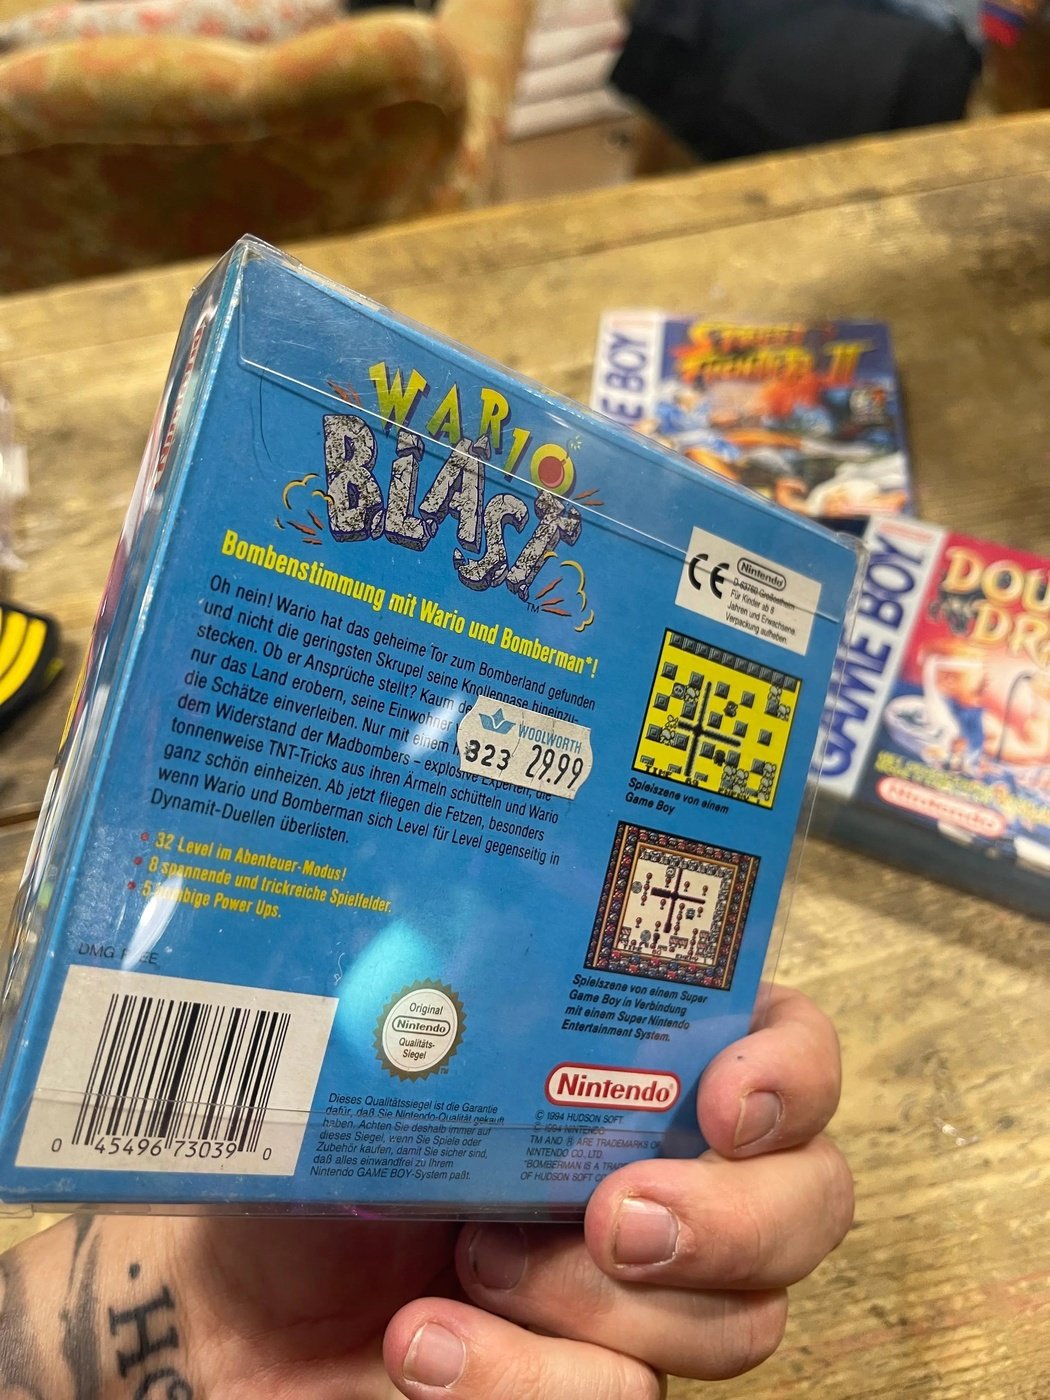 WARIO
BLAST
TM
Bombenstimmung mit Wario und Bomberman*!
Oh nein! Wario hat das geheime Tor zum Bomberland gefunden
und nicht die geringsten Skrupel seine Knollennase hineinzu-
stecken. Ob er Ansprüche stellt? Kaum
nur das Land erobern, seine Einwohner
die Schätze einverleiben. Nur mit einem
dem Widerstand der Madbombers – explosive Experten, die
tonnenweise TNT-Tricks aus ihren Ärmeln schütteln und Wario
ganz schön einheizen. Ab jetzt fliegen die Fetzen, besonders
wenn Wario und Bomberman sich Level für Level gegenseitig in
Dynamit-Duellen überlisten.
WOOLWORTH
323 29.99
32 Level im Abenteuer-Modus!
8 spannende und trickreiche Spielfelder.
5 bombige Power Ups.
CE
Nintendo
D-63760 Großostheim
Für Kinder ab 8
Jahren und Erwachsene.
Verpackung aufheben.
Spielszene von einem
Game Boy
Spielszene von einem Super
Game Boy in Verbindung
mit einem Super Nintendo
Entertainment System.
DMG
0 45496 73039 0
Original
Nintendo
Qualitäts-
Siegel
TM
Dieses Qualitätssiegel ist die Garantie
dafür, daß Sie Nintendo-Qualität gekauft
haben. Achten Sie deshalb immer auf
dieses Siegel, wenn Sie Spiele oder
Zubehör kaufen, damit Sie sicher sind,
daß alles einwandfrei zu Ihrem
Nintendo GAME BOY-System paßt.
Nintendo®
© 1994 HUDSON SOFT
© 1994 NINTENDO
TM AND ® ARE TRADEMARKS OF
NINTENDO CO. LTD.
*BOMBERMAN IS A
OF HUDSON SOFT
E BOY
STREET
FIGHTER II
GAME BOY
DOU
DR
Nintendo
HO